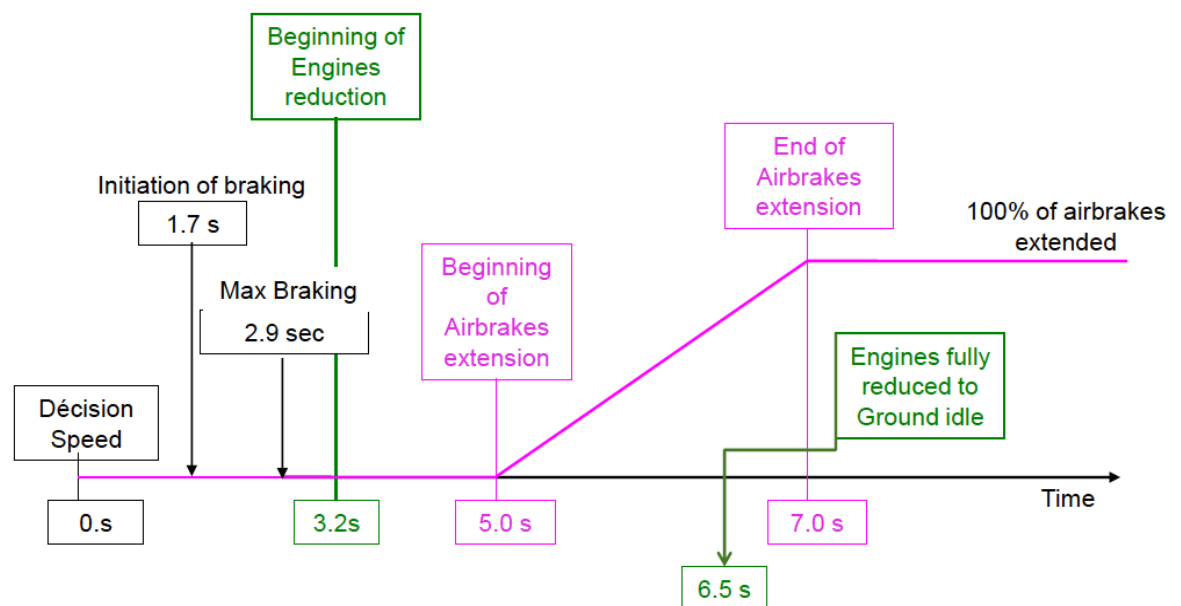 Beginning of
Engines
reduction
Initiation of braking
1.7 s
Max Braking
2.9 sec
Décision
Speed
Beginning
of
Airbrakes
extension
End of
Airbrakes
extension
100% of airbrakes
extended
Engines fully
reduced to
Ground idle
Time
0.s
3.2s
5.0 s
7.0 s
6.5 s